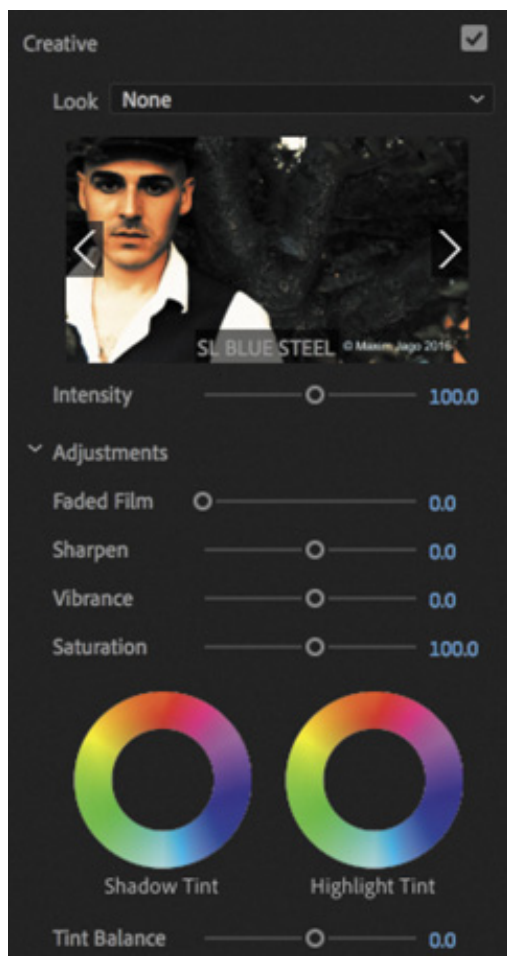 Creative
Look None
SL BLUE STEEL © Maxim Jago 2016
Intensity 100.0
Adjustments
Faded Film 0.0
Sharpen 0.0
Vibrance 0.0
Saturation 100.0
Shadow Tint Highlight Tint
Tint Balance 0.0